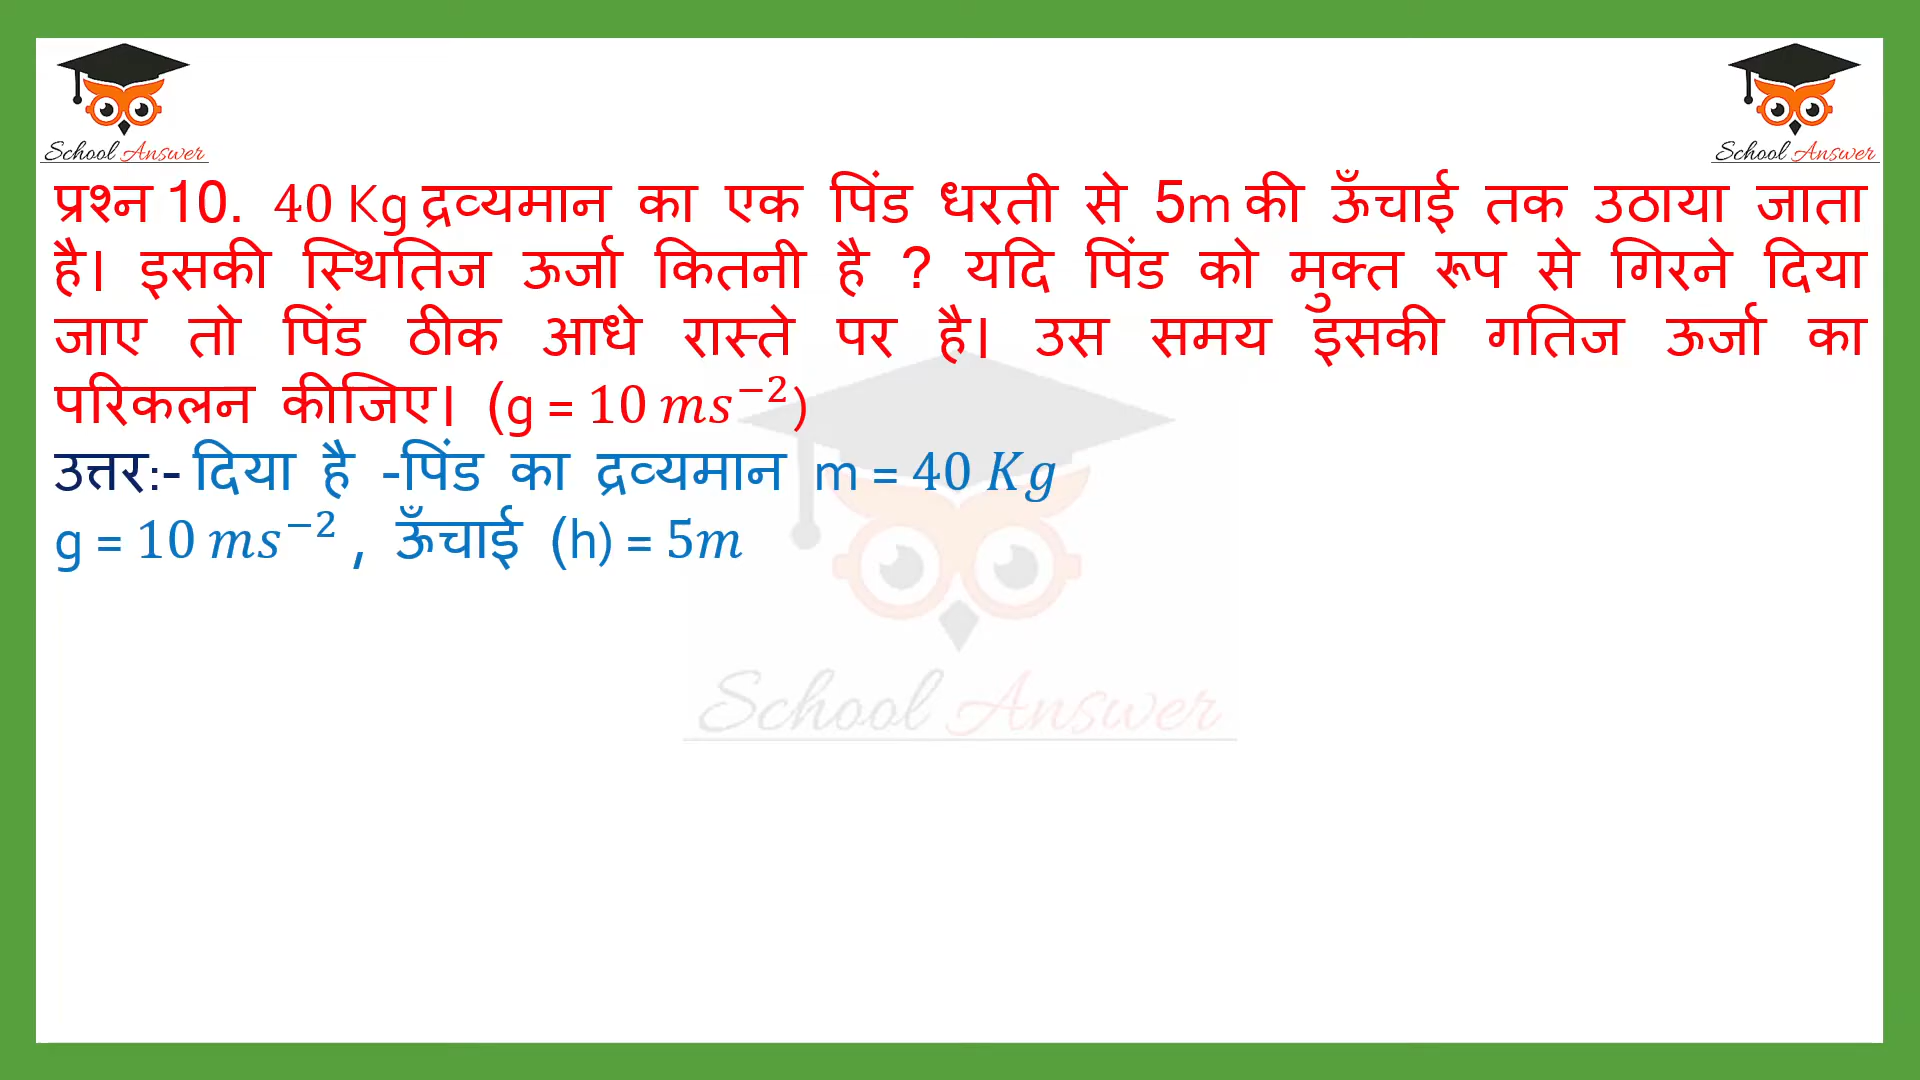 School Answer
School Answer
प्रश्न 10. 40 Kg द्रव्यमान का एक पिंड धरती से 5m की ऊँचाई तक उठाया जाता
है। इसकी स्थितिज ऊर्जा कितनी है ? यदि पिंड को मुक्त रूप से गिरने दिया
जाए तो पिंड ठीक आधे रास्ते पर है। उस समय इसकी गतिज ऊर्जा का
परिकलन कीजिए। (g = 10 ms⁻²)
उत्तर:- दिया है -पिंड का द्रव्यमान m = 40 Kg
g = 10 ms⁻² , ऊँचाई (h) = 5m
School Answer